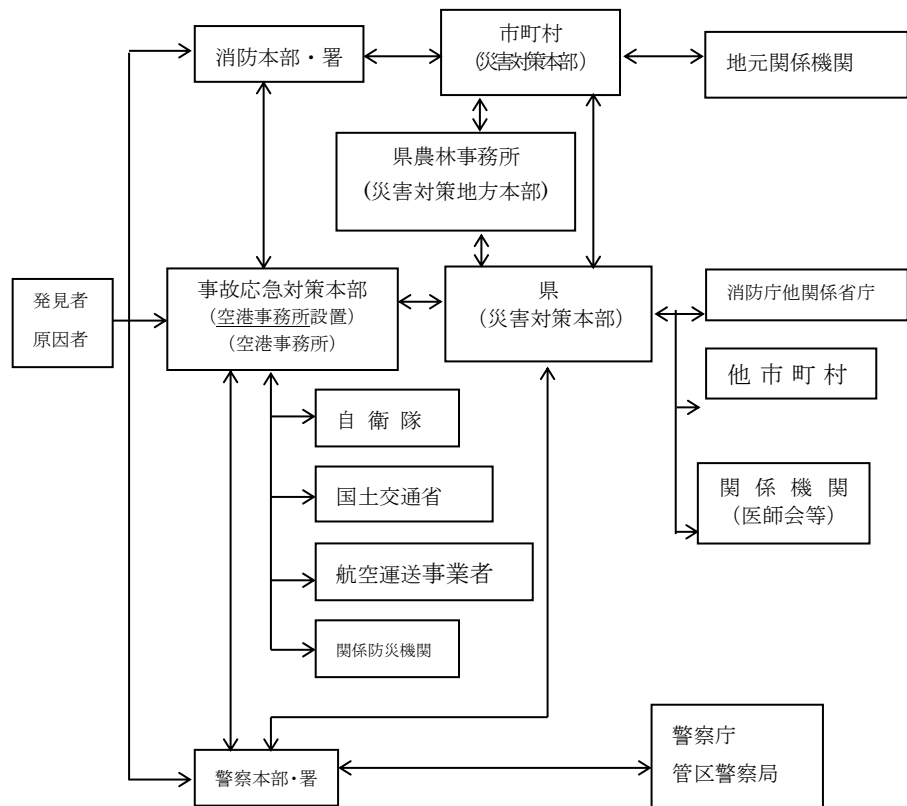 消防本部・署
市町村
(災害対策本部)
地元関係機関
県農林事務所
(災害対策地方本部)
発見者
原因者
事故応急対策本部
(空港事務所設置)
(空港事務所)
県
(災害対策本部)
消防庁他関係省庁
他市町村
関係機関
(医師会等)
自衛隊
国土交通省
航空運送事業者
関係防災機関
警察本部・署
警察庁
管区警察局